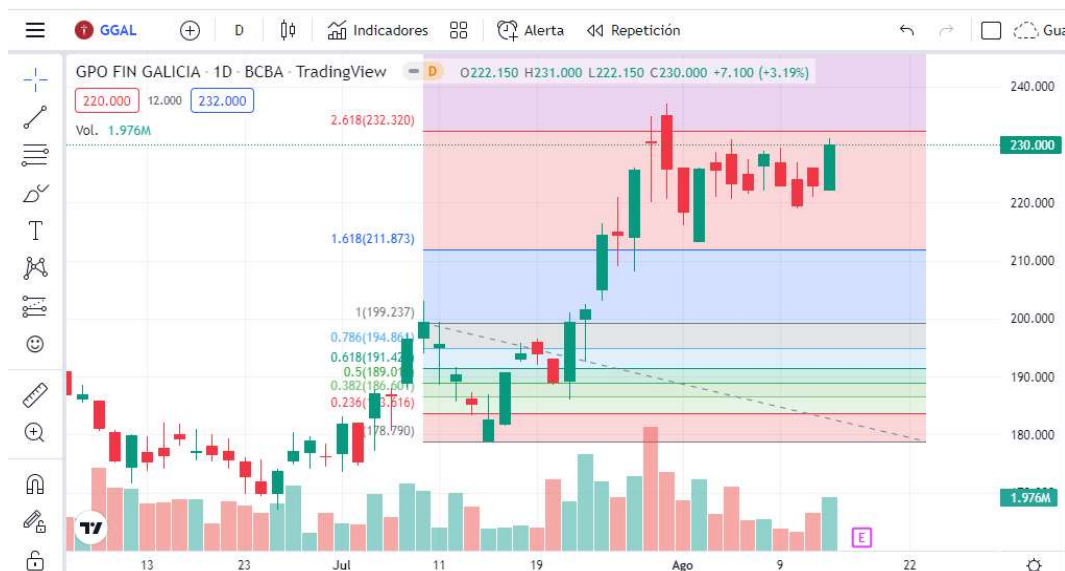 GGAL D Indicadores Alerta Repetición Gua
GPO FIN GALICIA · 1D · BCBA · TradingView D O222.150 H231.000 L222.150 C230.000 +7.100 (+3.19%)
220.000 12.000 232.000
Vol. 1.976M
2.618(232.320)
1.618(211.873)
1(199.237)
0.786(194.861)
0.618(191.42
0.5(189.01
0.382(186.601)
0.236( 3.616)
(178.790)
240.000
230.000
220.000
210.000
200.000
190.000
180.000
1.976M
T
E
13 23 Jul 11 19 Ago 9 22